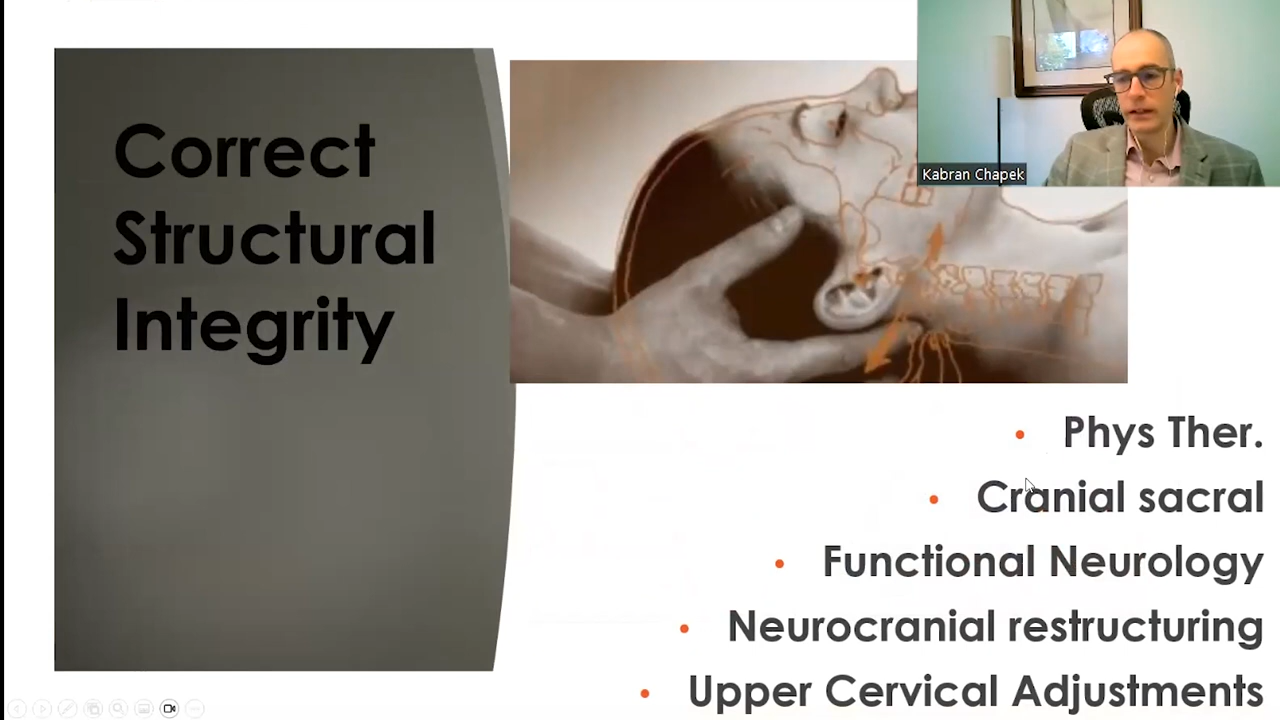 Correct
Structural
Integrity
Kabran Chapek
• Phys Ther.
• Cranial sacral
• Functional Neurology
• Neurocranial restructuring
• Upper Cervical Adjustments